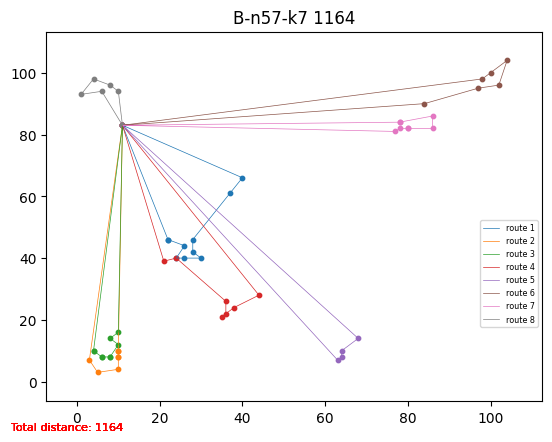 B-n57-k7 1164
100
80
60
40
20
0
0
20
40
60
80
100
route 1
route 2
route 3
route 4
route 5
route 6
route 7
route 8
Total distance: 1164